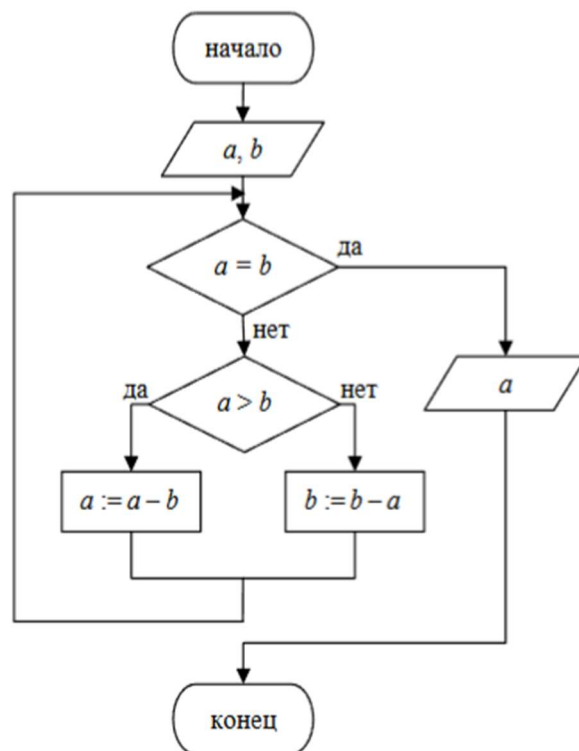 начало
a, b
a = b
да
нет
a > b
да
нет
a
a := a – b
b := b – a
конец